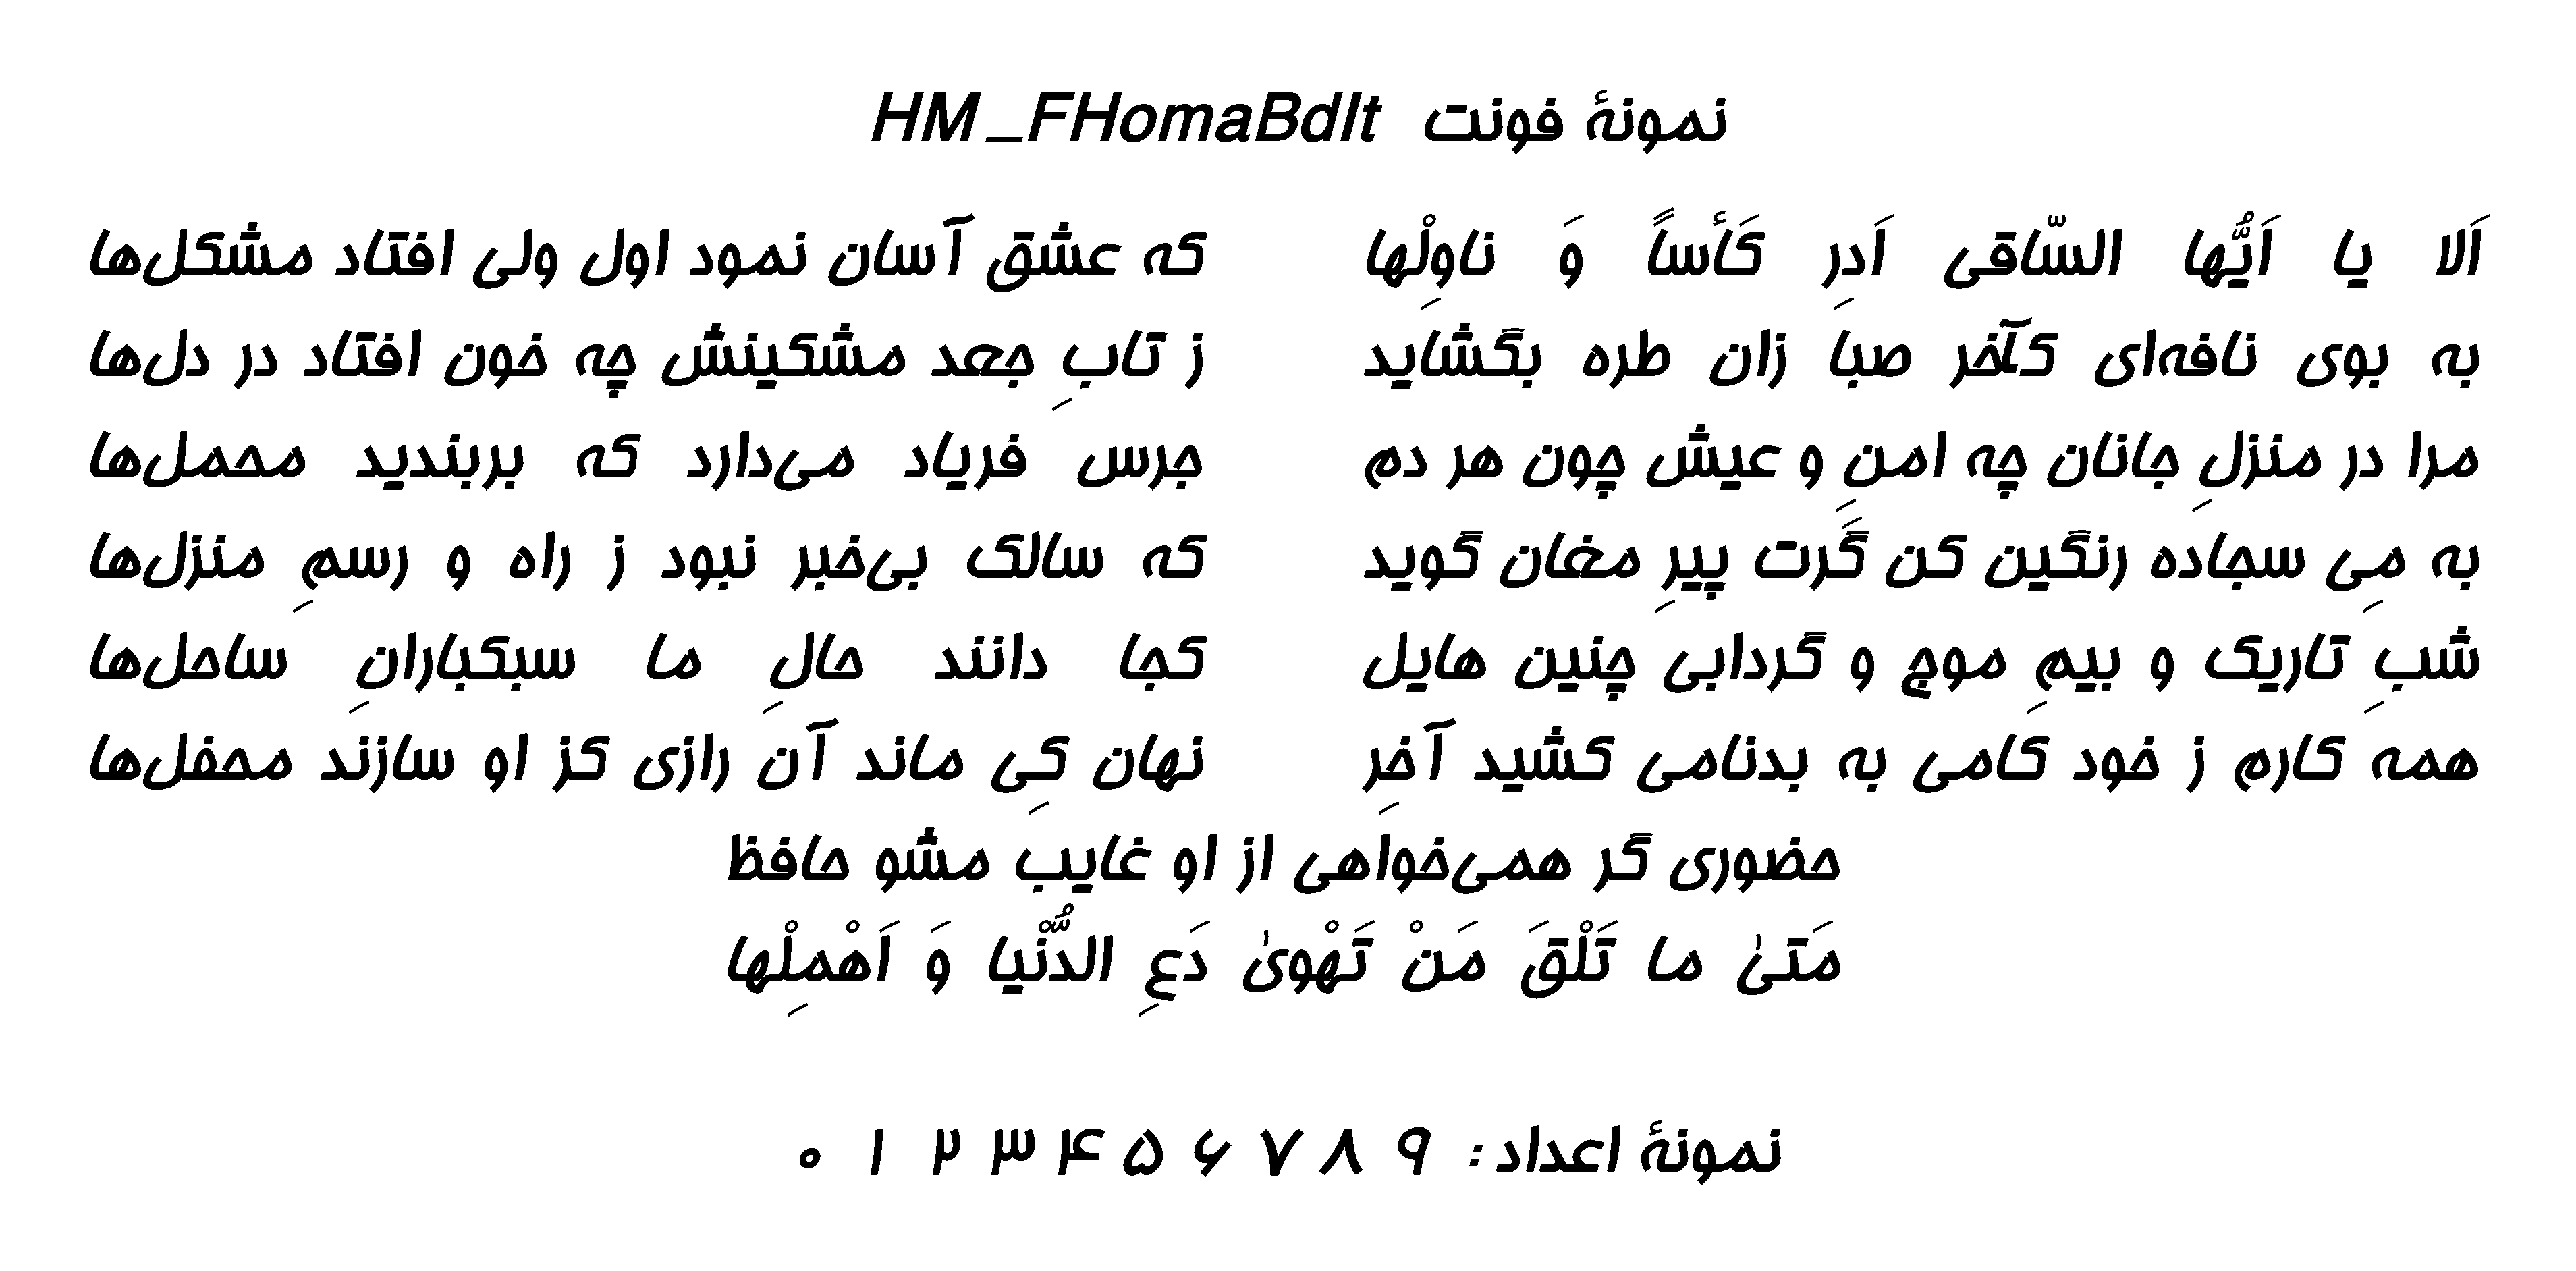 نمونهٔ فونت HM_FHomaBdIt
اَلا یا اَیُّها السّاقی اَدرِ کَأساً وَ ناوِلْها که عشق آسان نمود اول ولی افتاد مشکل‌ها
به بوی نافه‌ای کآخر صبا زان طره بگشاید ز تابِ جعد مشکینش چه خون افتاد در دل‌ها
مرا در منزلِ جانان چه امنِ و عیش چون هر دم جرس فریاد می‌دارد که بربندید محمل‌ها
به مِی سجاده رنگین کن گَرت پیرِ مغان گوید که سالک بی‌خبر نبود ز راه و رسمِ منزل‌ها
شبِ تاریک و بیمِ موج و گردابی چنین هایل کجا دانند حالِ ما سبکبارانِ ساحل‌ها
همه کارم ز خود کامی به بدنامی کشید آخِر نهان کِی ماند آن رازی کز او سازند محفل‌ها
حضوری گر همی‌خواهی از او غایب مشو حافظ
مَتیٰ ما تَلْقَ مَنْ تَهْویٰ دَعِ الدُّنْیا وَ اَهْمِلْها
نمونهٔ اعداد: ۹ ۸ ۷ ۶ ۵ ۴ ۳ ۲ ۱ ۰